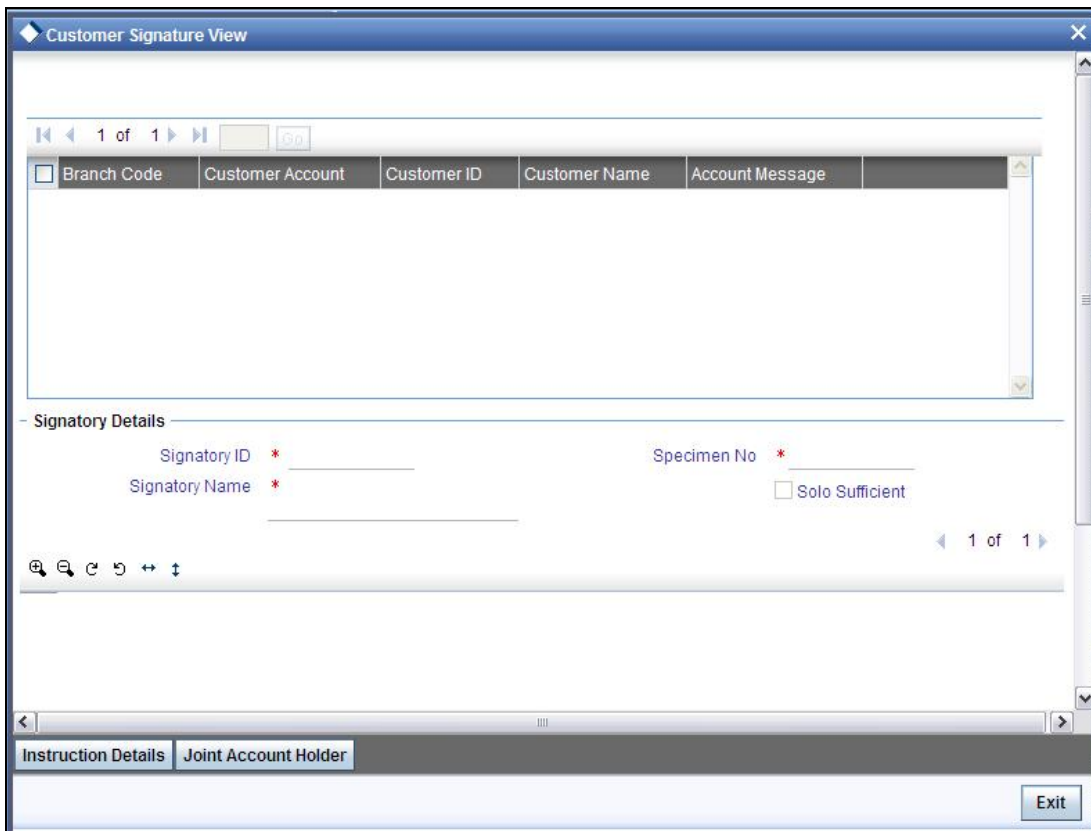 Customer Signature View
1 of 1 Go
Branch Code Customer Account Customer ID Customer Name Account Message
Signatory Details
Signatory ID * Specimen No *
Signatory Name * Solo Sufficient
1 of 1
Instruction Details Joint Account Holder
Exit